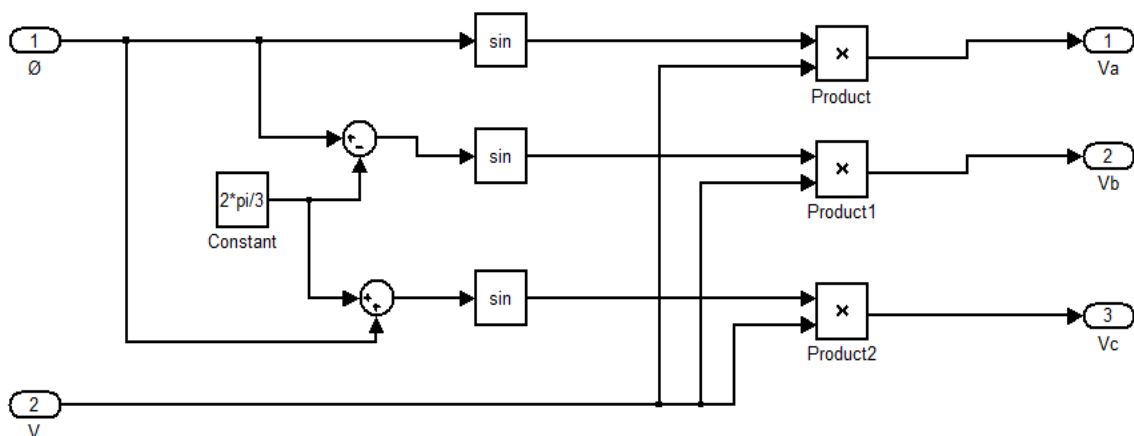 1
Ø
sin
×
Product
1
Va
+
-
sin
×
Product1
2
Vb
2*pi/3
Constant
+
+
sin
×
Product2
3
Vc
2
V